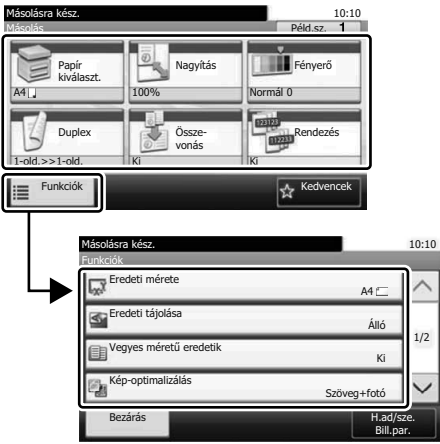 Másolásra kész. 10:10
Másolás Péld.sz. 1
Papír
kiválaszt.
A4
Nagyítás
100%
Fényerő
Normál 0
Duplex
1-old.>>1-old.
Össze-
vonás
Ki
123123
112233
Rendezés
Ki
Funkciók
Kedvencek
Másolásra kész. 10:10
Funkciók
Eredeti mérete
A4
Eredeti tájolása
Álló
Vegyes méretű eredetik
Ki
Kép-optimalizálás
Szöveg+fotó
1/2
Bezárás
H.ad/sze.
Bill.par.